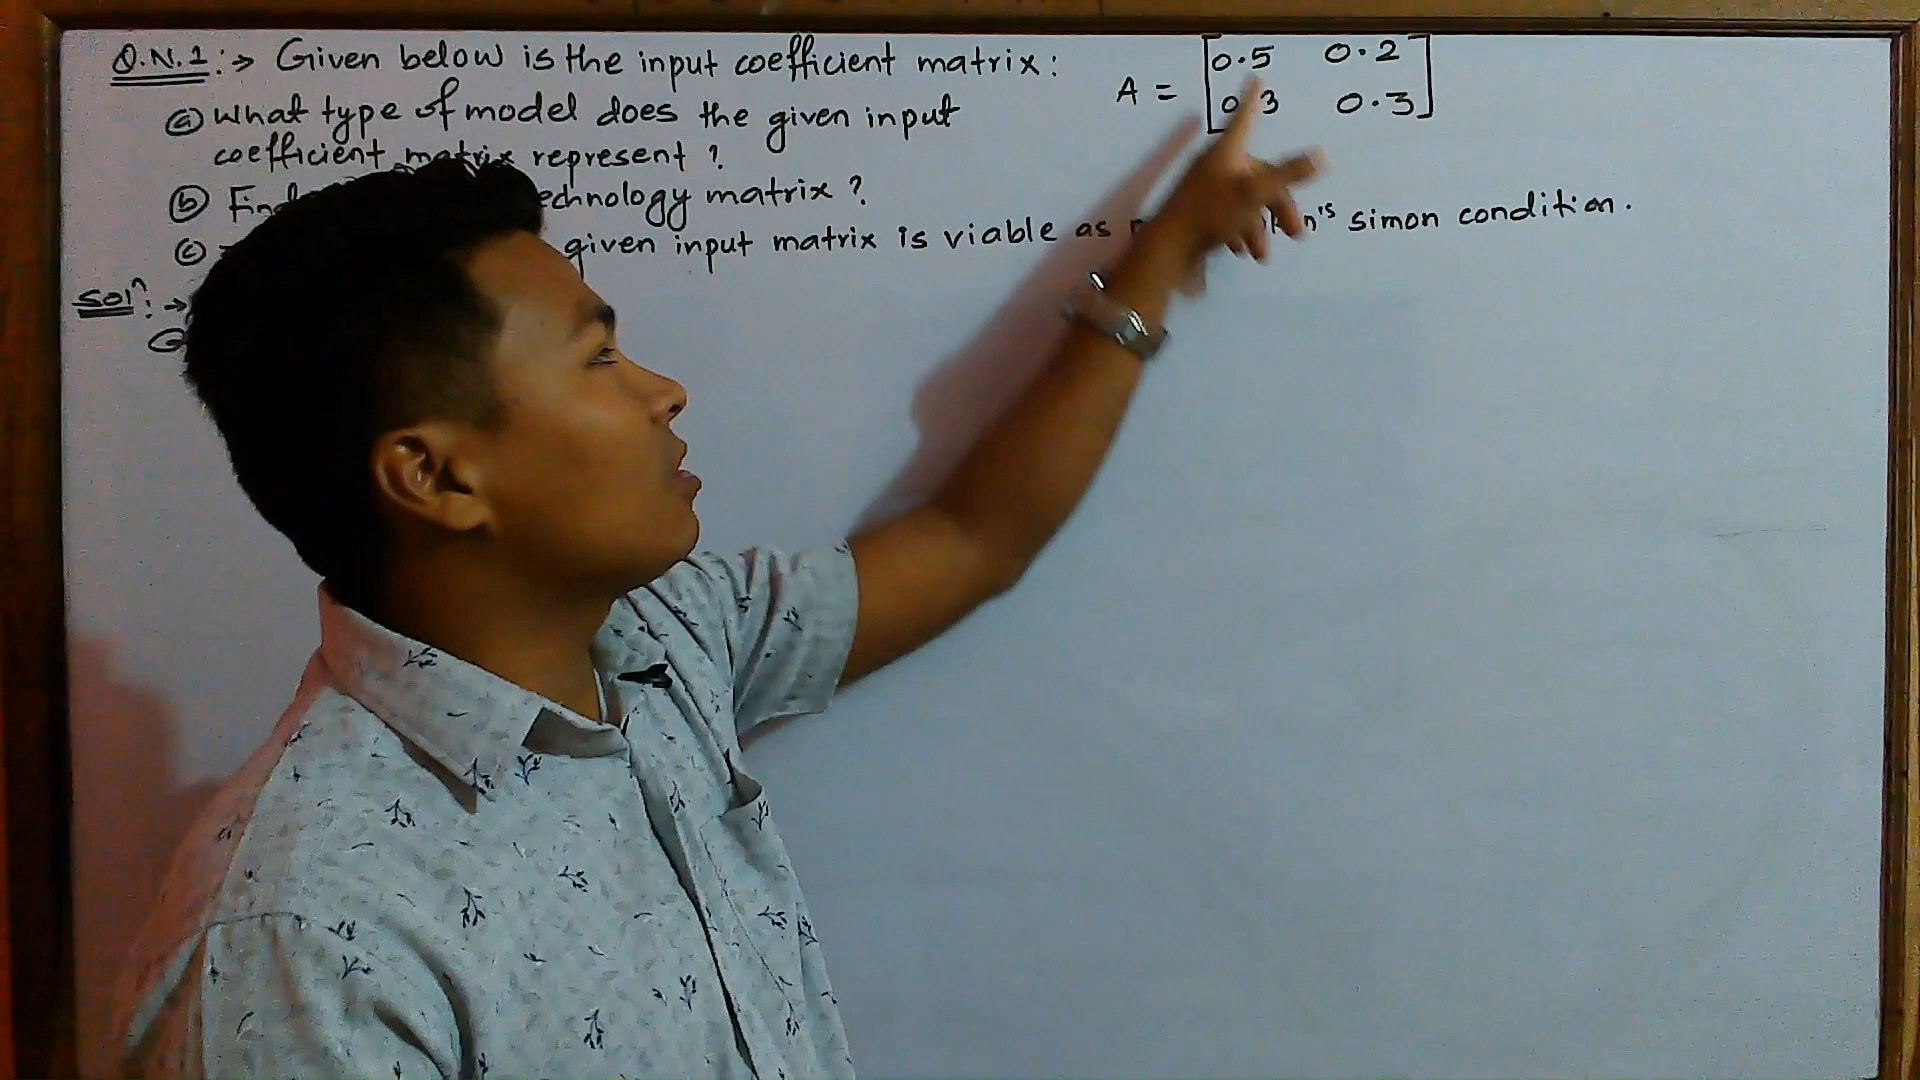 Q.N.1:→ Given below is the input coefficient matrix: A = [0.5 0.2
0.3 0.3]
ⓐ What type of model does the given input
coefficient matrix represent ?
ⓑ Find technology matrix ?
ⓒ given input matrix is viable as simon condition.
Solⁿ:→